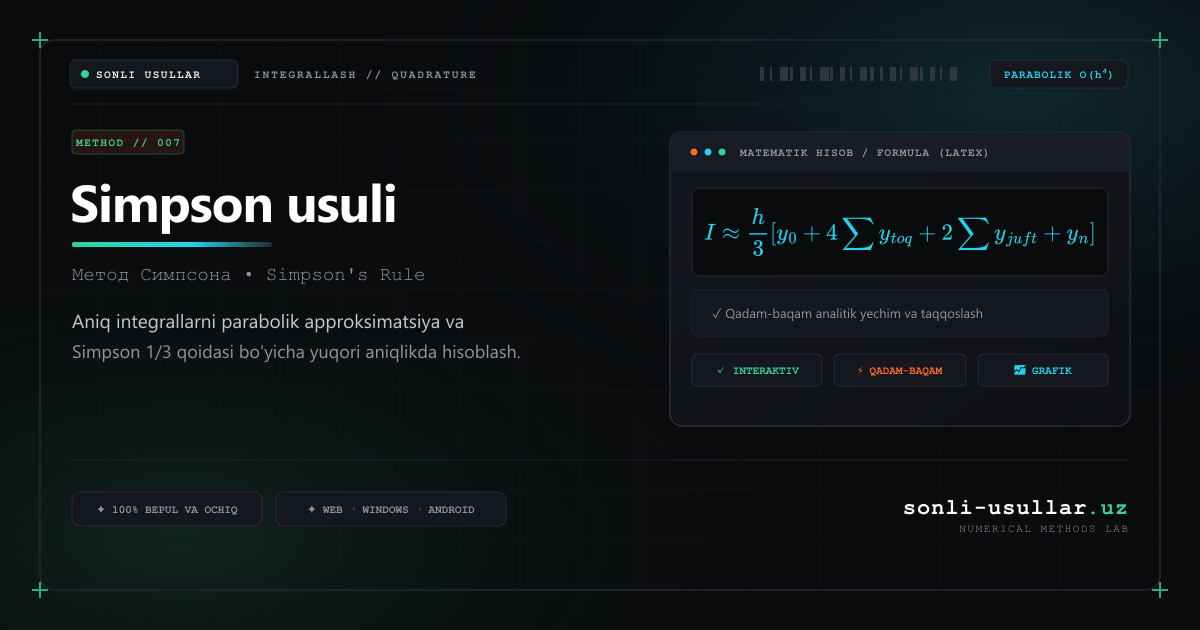 SONLI USULLAR
INTEGRALLASH // QUADRATURE
PARABOLIK O(h⁴)
METHOD // 007
Simpson usuli
Метод Симпсона • Simpson's Rule
Aniq integrallarni parabolik approksimatsiya va
Simpson 1/3 qoidasi bo'yicha yuqori aniqlikda hisoblash.
MATEMATIK HISOB / FORMULA (LATEX)
I ≈ h/3 [y₀ + 4 ∑ y_toq + 2 ∑ y_juft + y_n]
✓ Qadam-baqam analitik yechim va taqqoslash
✓ INTERAKTIV
⚡ QADAM-BAQAM
GRAFIK
✦ 100% BEPUL VA OCHIQ
✦ WEB · WINDOWS · ANDROID
sonli-usullar.uz
NUMERICAL METHODS LAB